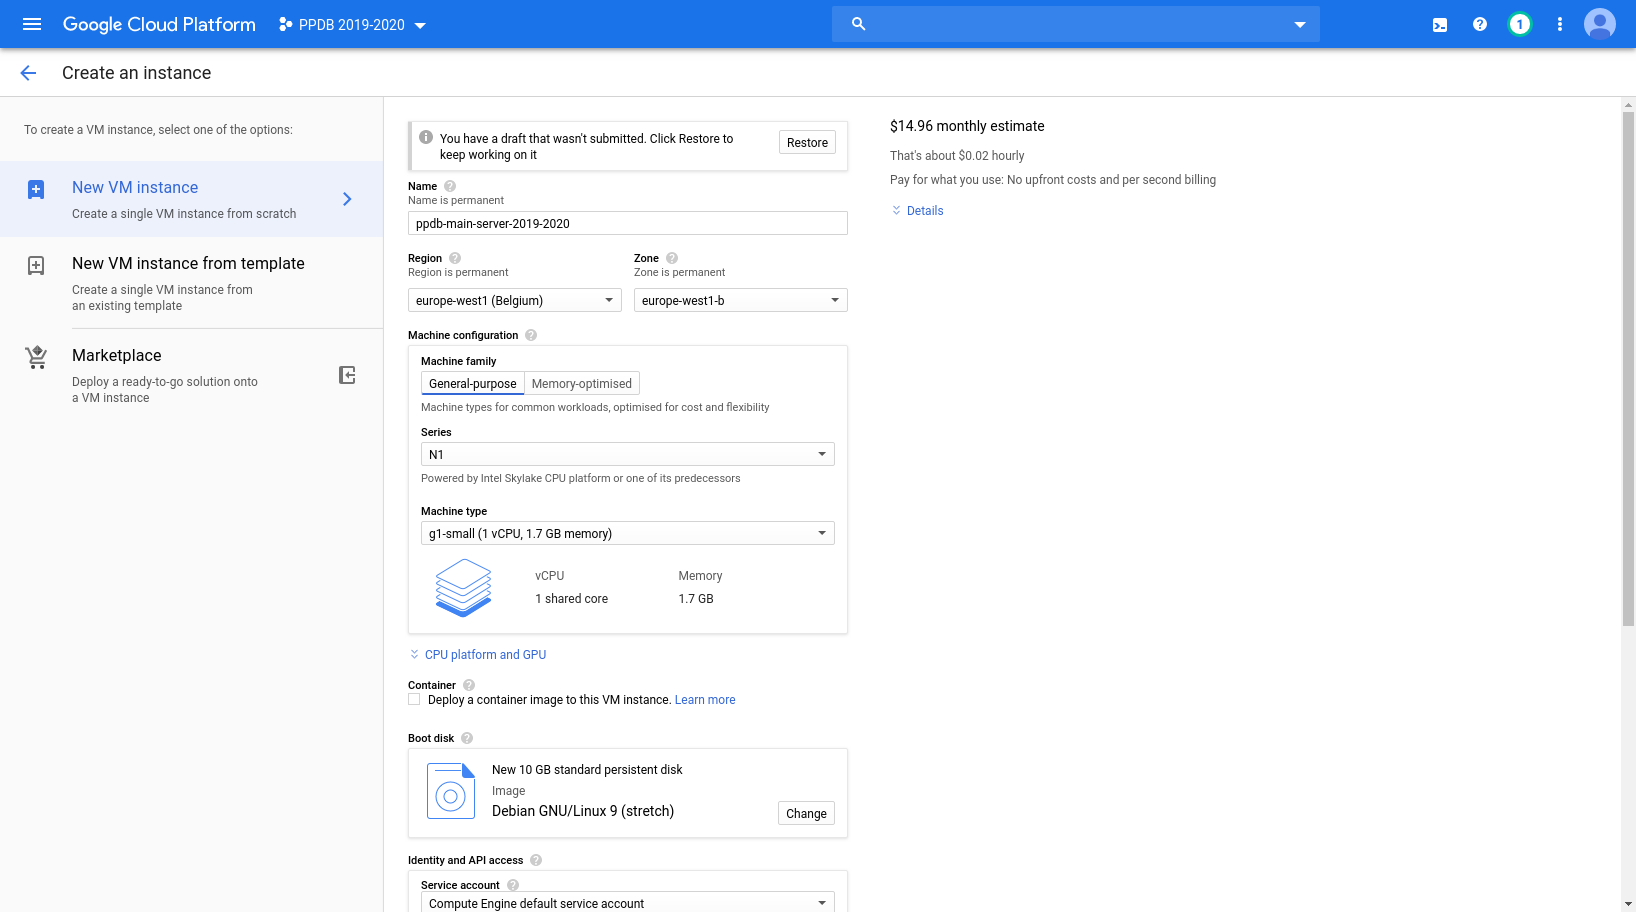 Google Cloud Platform
PPDB 2019-2020
1
Create an instance
To create a VM instance, select one of the options:
New VM instance
Create a single VM instance from scratch
New VM instance from template
Create a single VM instance from
an existing template
Marketplace
Deploy a ready-to-go solution onto
a VM instance
You have a draft that wasn't submitted. Click Restore to
keep working on it
Restore
Name
Name is permanent
ppdb-main-server-2019-2020
Region
Region is permanent
europe-west1 (Belgium)
Zone
Zone is permanent
europe-west1-b
Machine configuration
Machine family
General-purpose
Memory-optimised
Machine types for common workloads, optimised for cost and flexibility
Series
N1
Powered by Intel Skylake CPU platform or one of its predecessors
Machine type
g1-small (1 vCPU, 1.7 GB memory)
vCPU
Memory
1 shared core
1.7 GB
CPU platform and GPU
Container
Deploy a container image to this VM instance. Learn more
Boot disk
New 10 GB standard persistent disk
Image
Debian GNU/Linux 9 (stretch)
Change
Identity and API access
Service account
Compute Engine default service account
$14.96 monthly estimate
That's about $0.02 hourly
Pay for what you use: No upfront costs and per second billing
Details